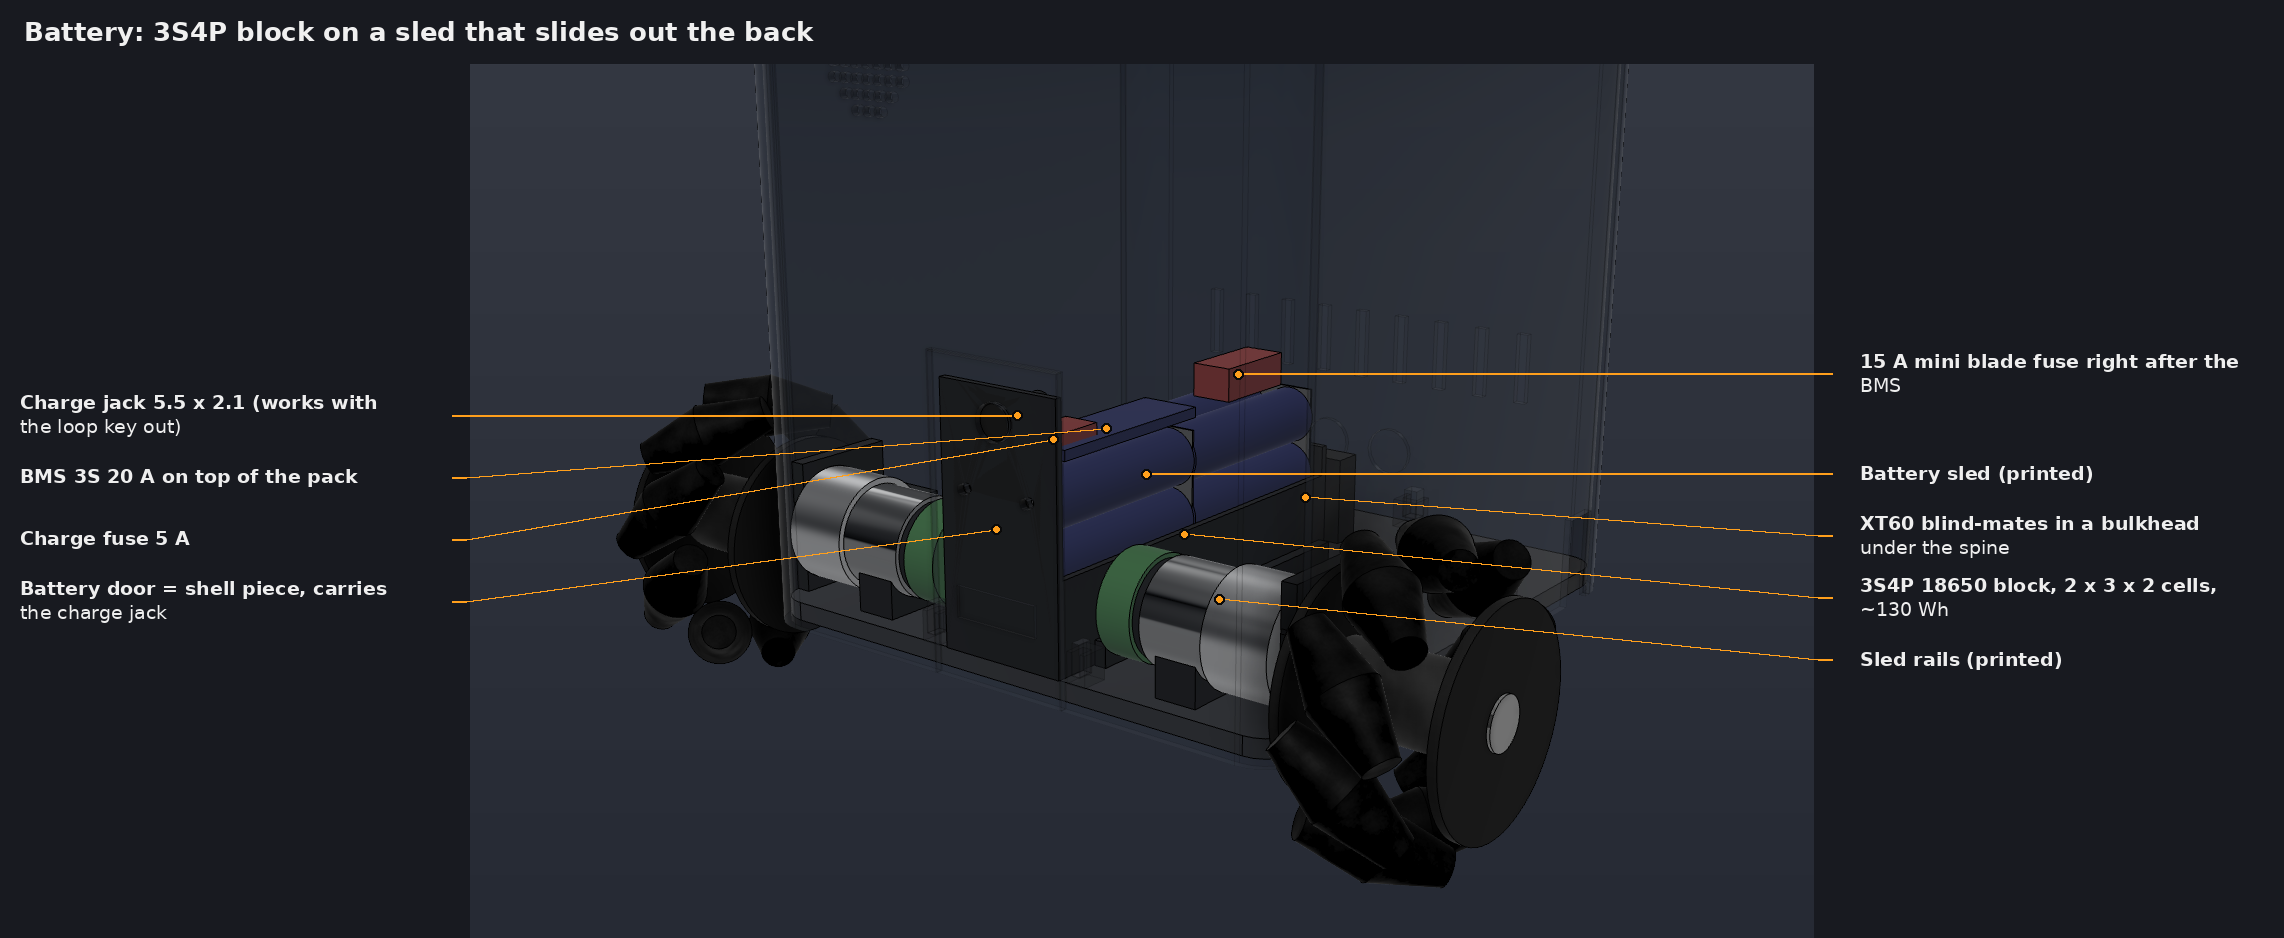 Battery: 3S4P block on a sled that slides out the back
Charge jack 5.5 x 2.1 (works with
the loop key out)
BMS 3S 20 A on top of the pack
Charge fuse 5 A
Battery door = shell piece, carries
the charge jack
15 A mini blade fuse right after the
BMS
Battery sled (printed)
XT60 blind-mates in a bulkhead
under the spine
3S4P 18650 block, 2 x 3 x 2 cells,
~130 Wh
Sled rails (printed)